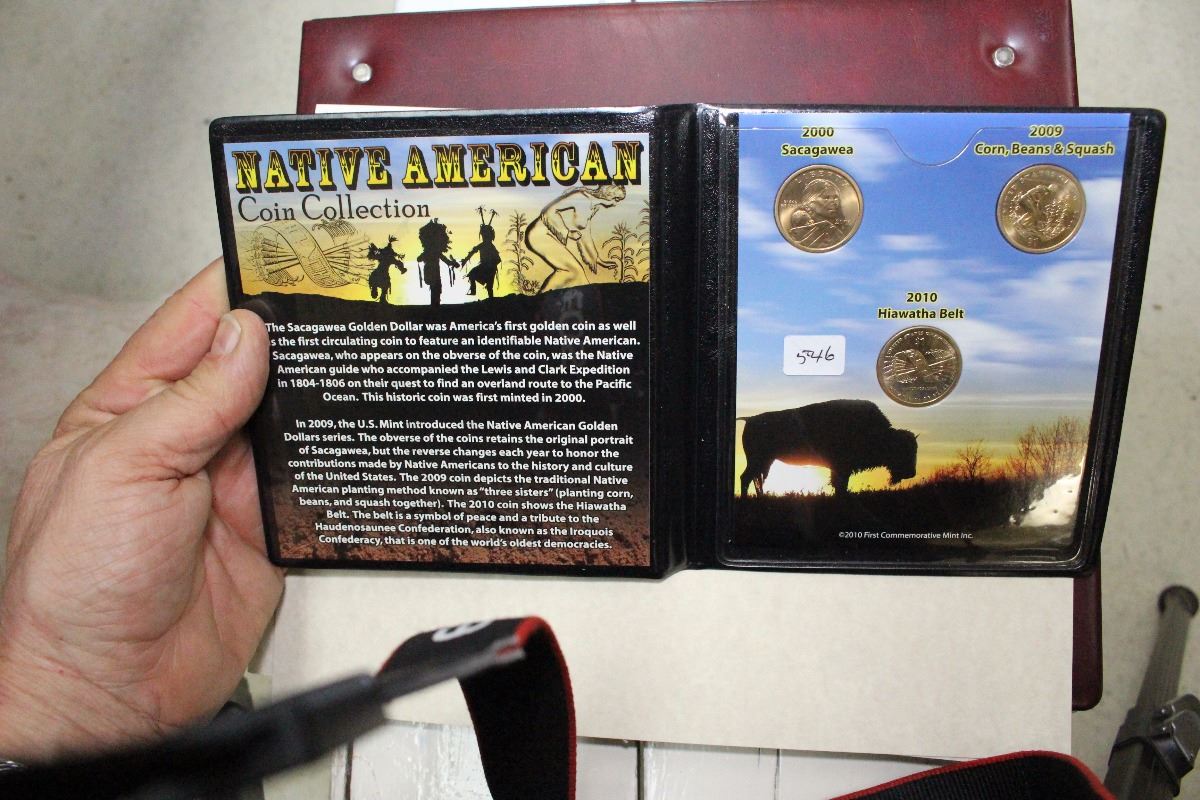 NATIVE AMERICAN
Coin Collection
The Sacagawea Golden Dollar was America's first golden coin as well
s the first circulating coin to feature an identifiable Native American.
Sacagawea, who appears on the obverse of the coin, was the Native
American guide who accompanied the Lewis and Clark Expedition
in 1804-1806 on their quest to find an overland route to the Pacific
Ocean. This historic coin was first minted in 2000.
In 2009, the U.S. Mint introduced the Native American Golden
Dollars series. The obverse of the coins retains the original portrait
of Sacagawea, but the reverse changes each year to honor the
contributions made by Native Americans to the history and culture
of the United States. The 2009 coin depicts the traditional Native
American planting method known as "three sisters" (planting corn,
beans, and squash together). The 2010 coin shows the Hiawatha
Belt. The belt is a symbol of peace and a tribute to the
Haudenosaunee Confederation, also known as the Iroquois
Confederacy, that is one of the world's oldest democracies.
2000
Sacagawea
2009
Corn, Beans & Squash
2010
Hiawatha Belt
546
©2010 First Commemorative Mint Inc.